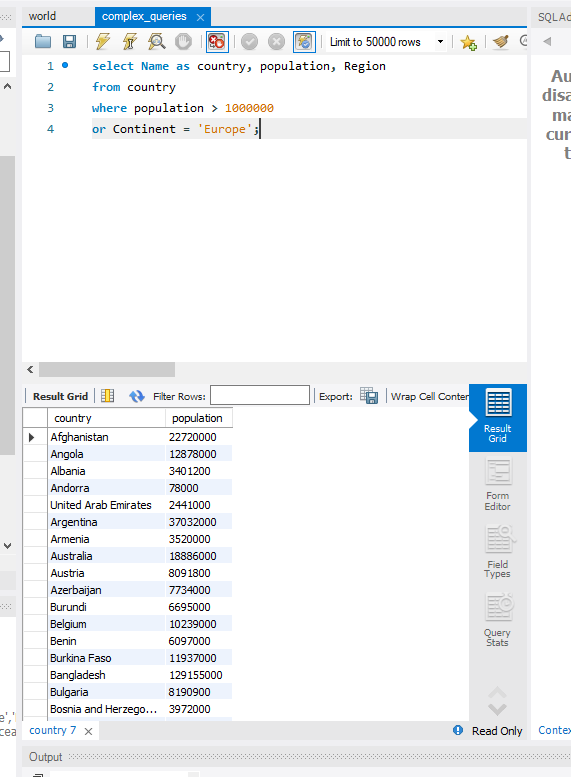 world
complex_queries
SQLAd
Limit to 50000 rows
1 select Name as country, population, Region
2 from country
3 where population > 1000000
4 or Continent = 'Europe';
Au
disa
ma
cur
t
Result Grid
Filter Rows:
Export:
Wrap Cell Conten
country population
Afghanistan 22720000
Angola 12878000
Albania 3401200
Andorra 78000
United Arab Emirates 2441000
Argentina 37032000
Armenia 3520000
Australia 18886000
Austria 8091800
Azerbaijan 7734000
Burundi 6695000
Belgium 10239000
Benin 6097000
Burkina Faso 11937000
Bangladesh 129155000
Bulgaria 8190900
Bosnia and Herzego... 3972000
Result
Grid
Form
Editor
Field
Types
Query
Stats
e','
cea
country 7
Read Only
Contex
Output